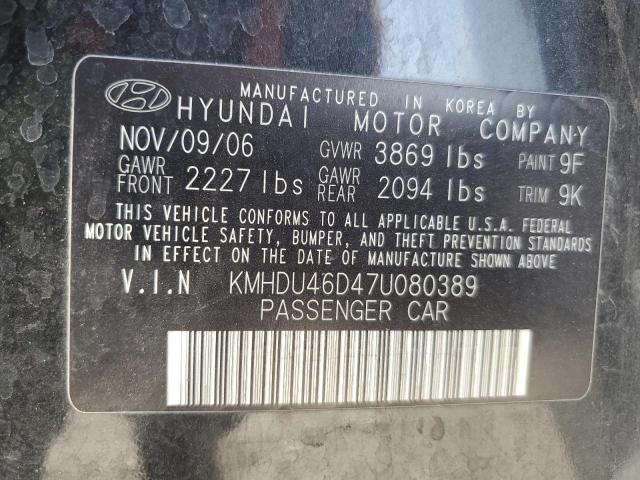 MANUFACTURED IN KOREA BY
HYUNDAI MOTOR COMPANY
NOV/09/06 GVWR 3869 lbs PAINT 9F
GAWR FRONT 2227 lbs GAWR REAR 2094 lbs TRIM 9K
THIS VEHICLE CONFORMS TO ALL APPLICABLE U.S.A. FEDERAL
MOTOR VEHICLE SAFETY, BUMPER, AND THEFT PREVENTION STANDARDS
IN EFFECT ON THE DATE OF MANUFACTURE SHOWN ABOVE
V.I.N KMHDU46D47U080389
PASSENGER CAR